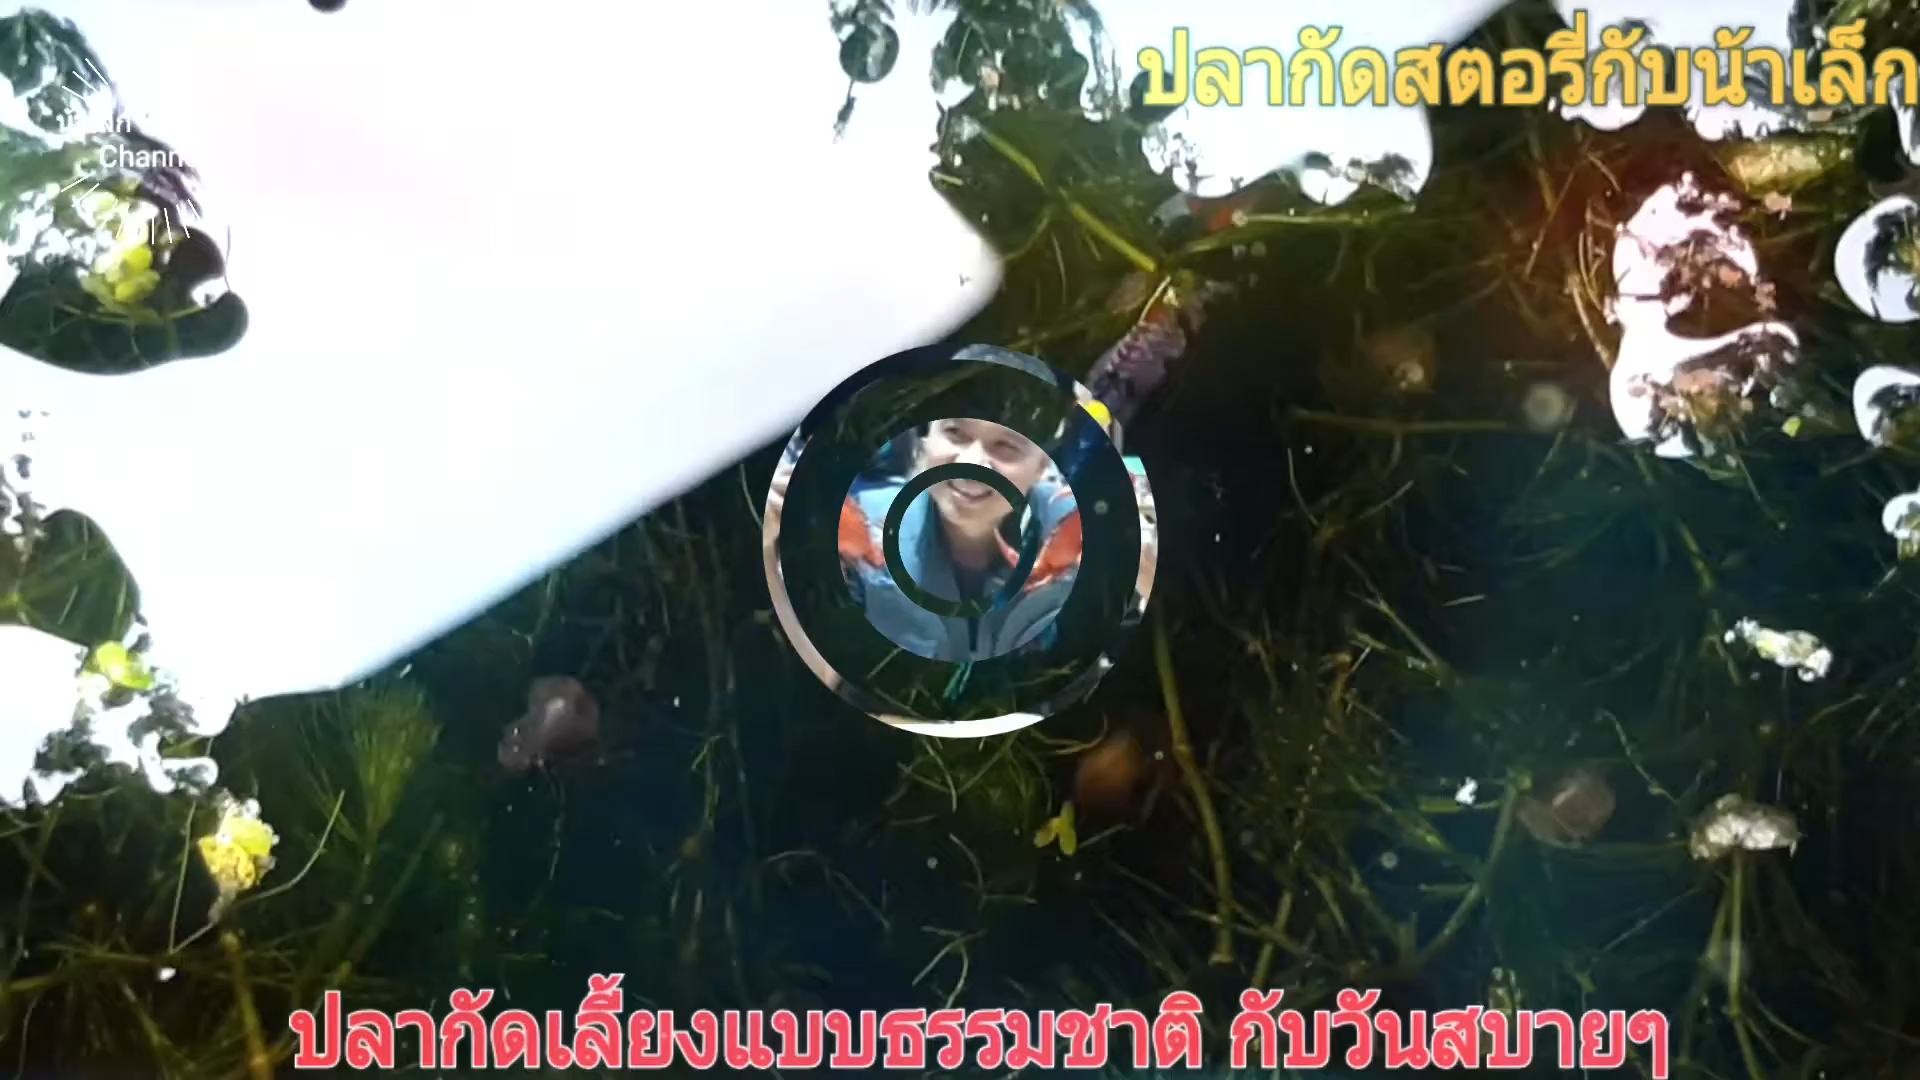 ปลากัดสตอรี่กับน้าเล็ก
Chann
ปลากัดเลี้ยงแบบธรรมชาติ กับวันสบายๆ